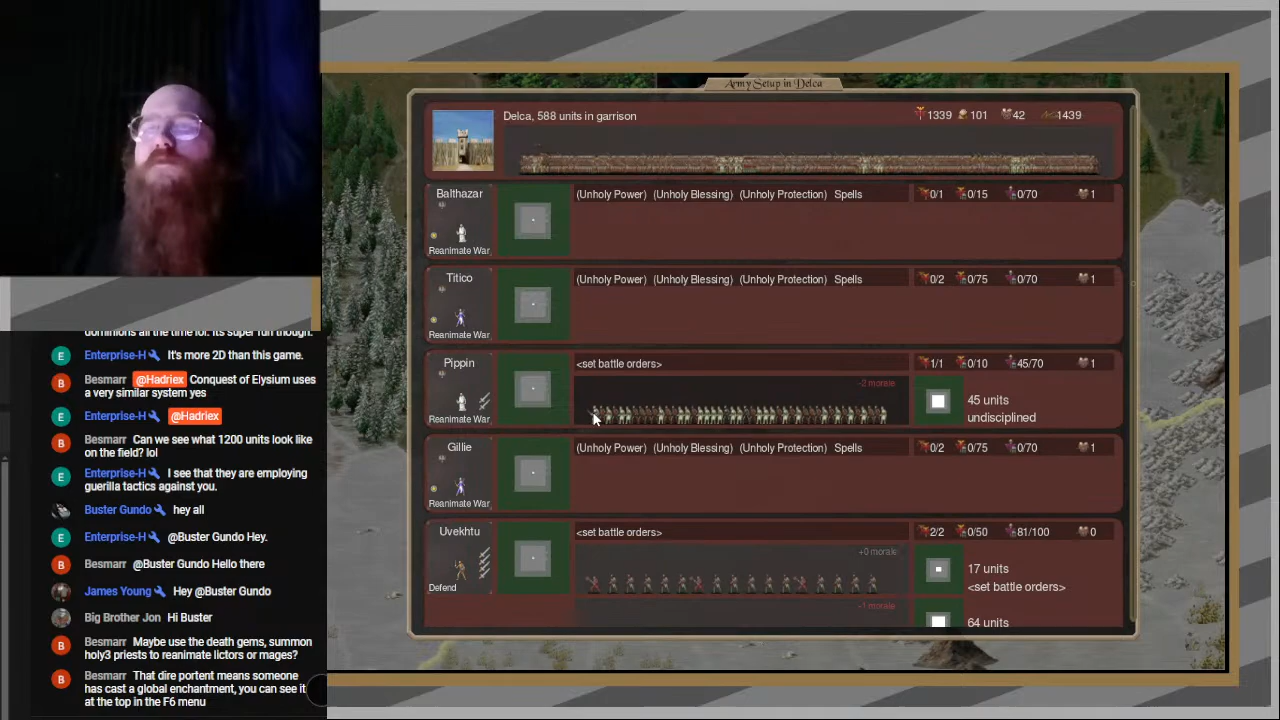 Army Setup in Delca
Delca, 588 units in garrison
1339 101 42 1439
Balthazar
Reanimate War
(Unholy Power) (Unholy Blessing) (Unholy Protection) Spells
0/1 0/15 0/70 1
Titico
Reanimate War
(Unholy Power) (Unholy Blessing) (Unholy Protection) Spells
0/2 0/75 0/70 1
Pippin
Reanimate War
<set battle orders>
1/1 0/10 45/70 1
45 units
undisciplined
Gillie
Reanimate War
(Unholy Power) (Unholy Blessing) (Unholy Protection) Spells
0/2 0/75 0/70 1
Uvekhtu
Defend
<set battle orders>
2/2 0/50 81/100 0
+0 morale
17 units
<set battle orders>
-1 morale
64 units
dominions all the time lol. Its super fun though.
E Enterprise-H It's more 2D than this game.
B Besmarr @Hadriex Conquest of Elysium uses
a very similar system yes
E Enterprise-H @Hadriex
B Besmarr Can we see what 1200 units look like
on the field? lol
E Enterprise-H I see that they are employing
guerilla tactics against you.
Buster Gundo hey all
E Enterprise-H @Buster Gundo Hey.
B Besmarr @Buster Gundo Hello there
James Young Hey @Buster Gundo
Big Brother Jon Hi Buster
B Besmarr Maybe use the death gems, summon
holy3 priests to reanimate lictors or mages?
B Besmarr That dire portent means someone
has cast a global enchantment, you can see it
at the top in the F6 menu